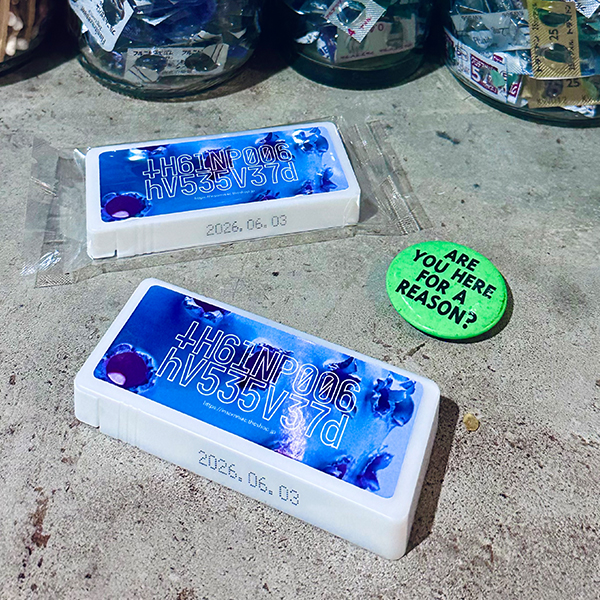 ‡H6INP006
hV535V37d
2026.06.03
ARE
YOU HERE
FOR A
REASON?
‡H6INP006
hV535V37d
2026.06.03